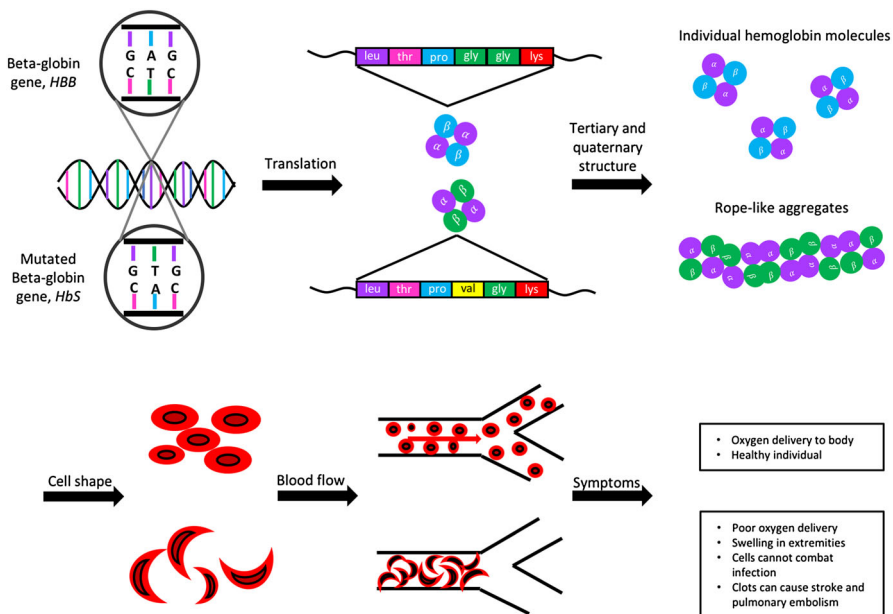 Beta-globin
gene, HBB
G A G
C T C
Translation
leu thr pro gly gly lys
β α
α β
Tertiary and
quaternary
structure
Individual hemoglobin molecules
α β
β α
β
α α
α β
β α
Mutated
Beta-globin
gene, HbS
G T G
C A C
β
α α
β
leu thr pro val gly lys
Rope-like aggregates
α β β α α α β β α β
β α α β β α α β β α
Cell shape
Blood flow
Symptoms
• Oxygen delivery to body
• Healthy individual
• Poor oxygen delivery
• Swelling in extremities
• Cells cannot combat
infection
• Clots can cause stroke and
pulmonary embolism